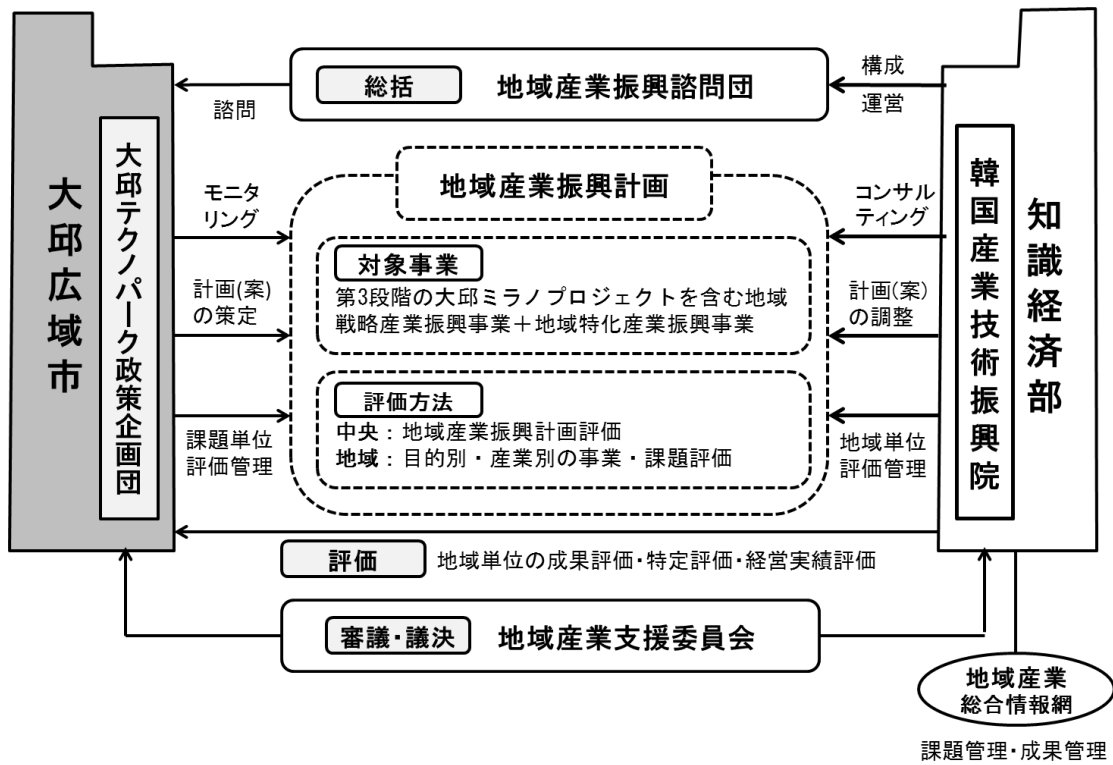 総括
地域産業振興諮問団
諮問
構成
運営
大邱広域市
大邱テクノパーク政策企画団
韓国産業技術振興院
知識経済部
地域産業振興計画
モニタ
リング
コンサル
ティング
対象事業
第3段階の大邱ミラノプロジェクトを含む地域
戦略産業振興事業＋地域特化産業振興事業
計画(案)
の策定
計画(案)
の調整
評価方法
中央：地域産業振興計画評価
地域：目的別・産業別の事業・課題評価
課題単位
評価管理
地域単位
評価管理
評価
地域単位の成果評価・特定評価・経営実績評価
審議・議決
地域産業支援委員会
地域産業
総合情報網
課題管理・成果管理